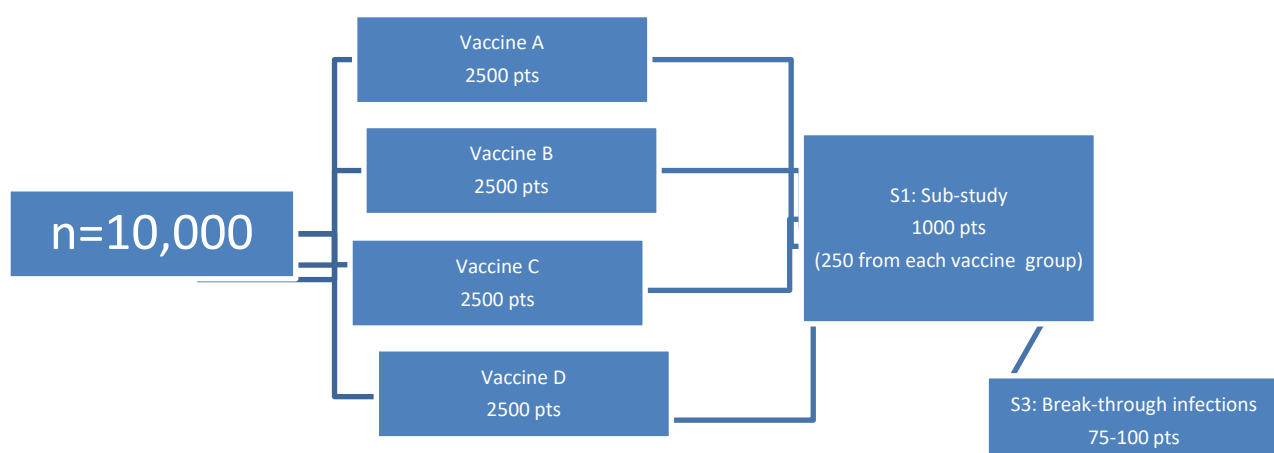 n=10,000
Vaccine A
2500 pts
Vaccine B
2500 pts
Vaccine C
2500 pts
Vaccine D
2500 pts
S1: Sub-study
1000 pts
(250 from each vaccine group)
S3: Break-through infections
75-100 pts